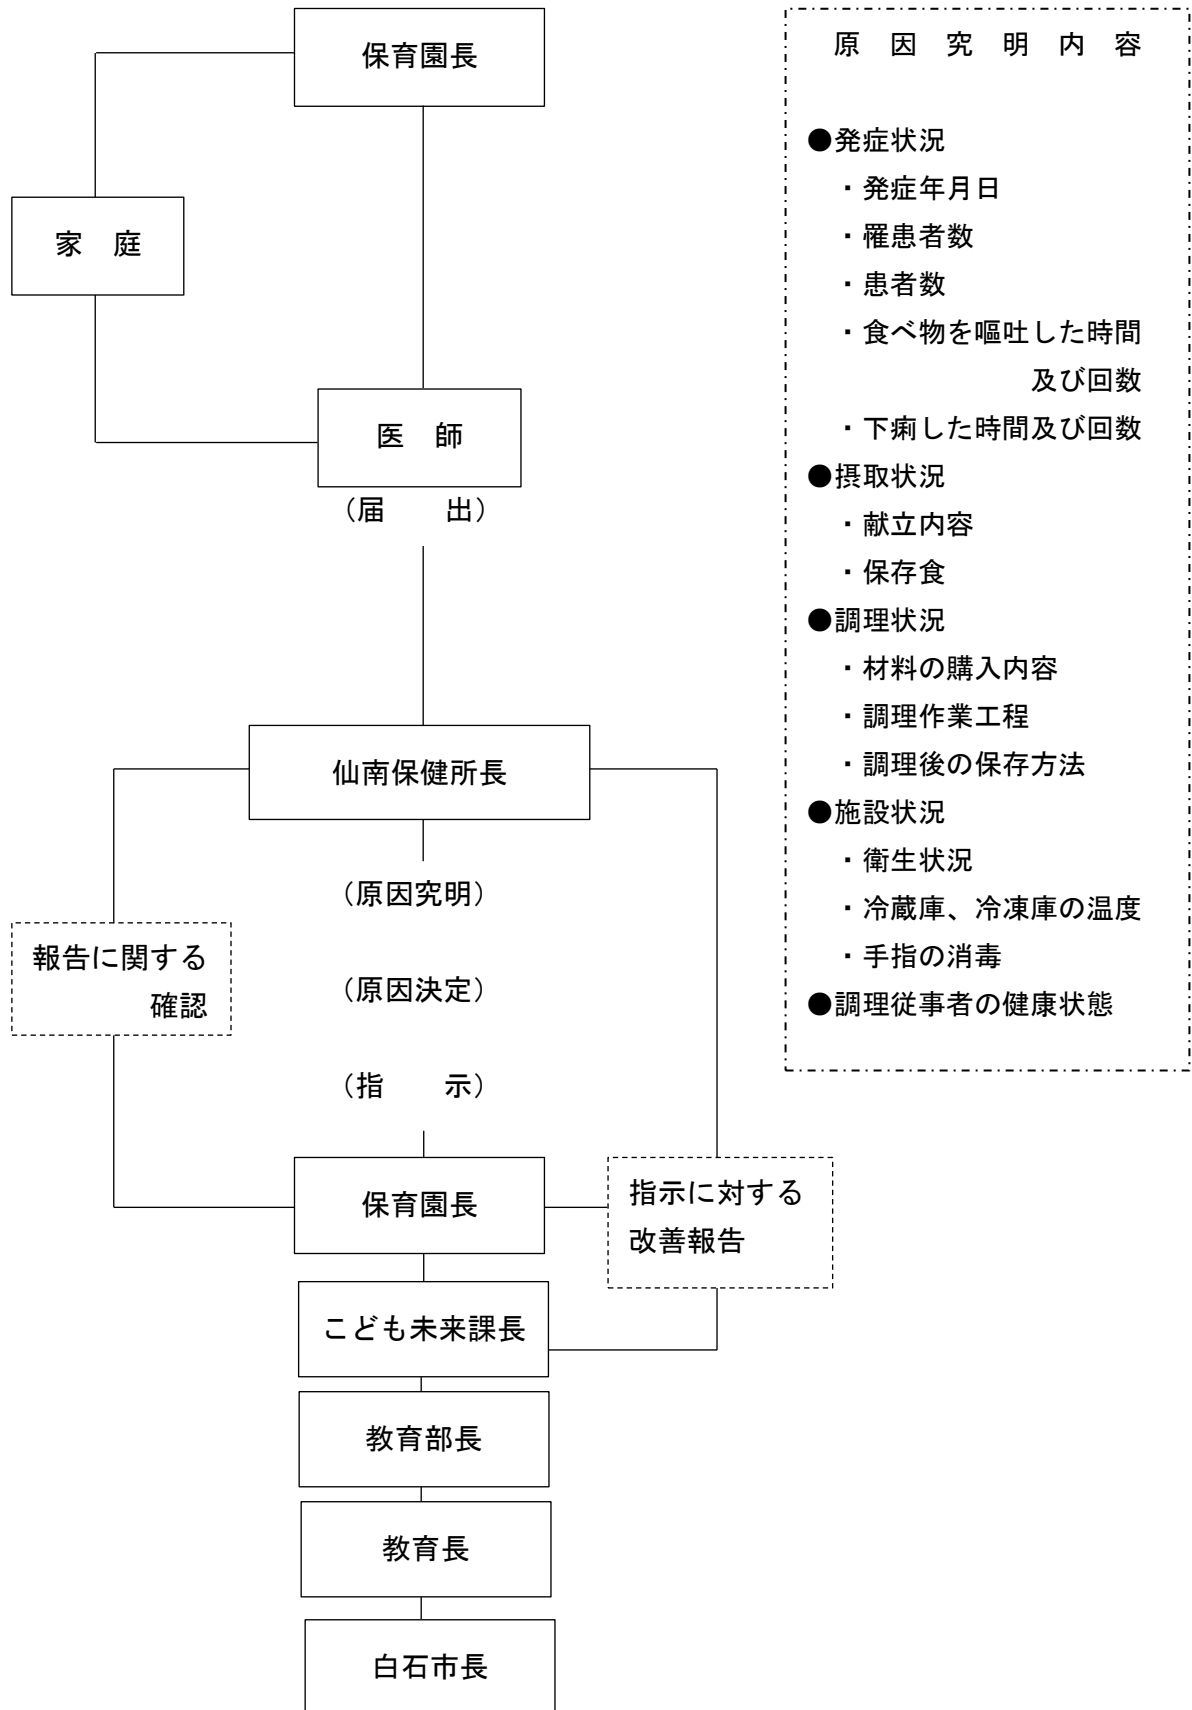 保育園長
家　庭
医　師
（届　　出）
仙南保健所長
（原因究明）
報告に関する
確認
（原因決定）
（指　　示）
保育園長
指示に対する
改善報告
こども未来課長
教育部長
教育長
白石市長
原　因　究　明　内　容
●発症状況
・発症年月日
・罹患者数
・患者数
・食べ物を嘔吐した時間
及び回数
・下痢した時間及び回数
●摂取状況
・献立内容
・保存食
●調理状況
・材料の購入内容
・調理作業工程
・調理後の保存方法
●施設状況
・衛生状況
・冷蔵庫、冷凍庫の温度
・手指の消毒
●調理従事者の健康状態